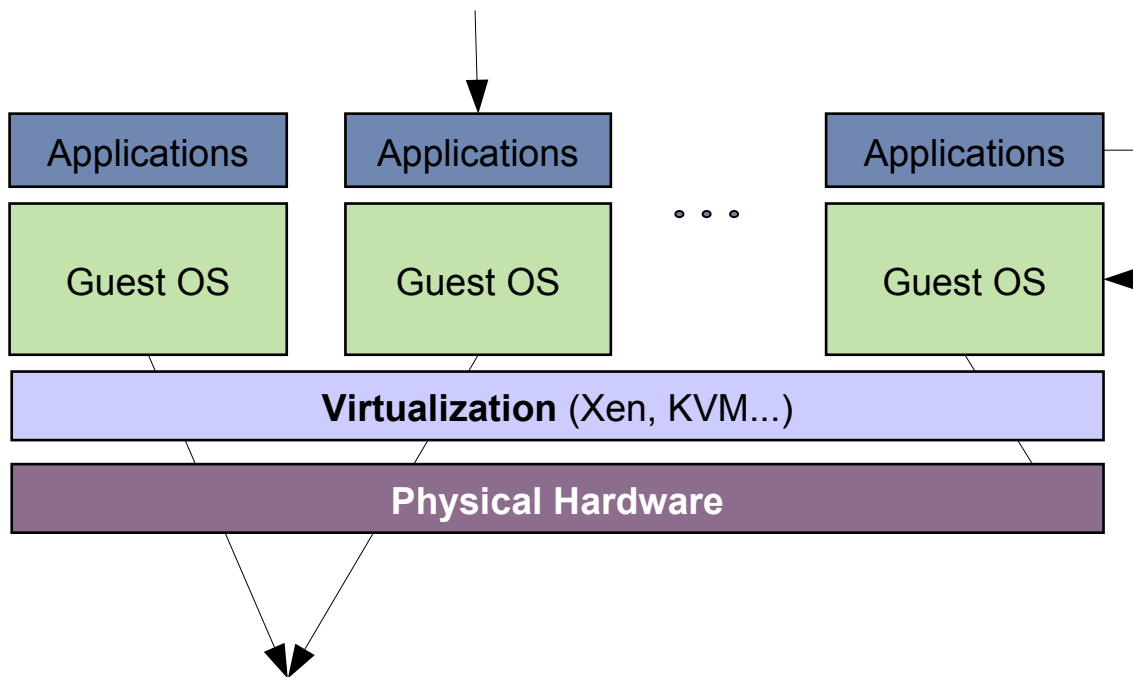 Applications
Applications
Applications
Guest OS
Guest OS
Guest OS
Virtualization (Xen, KVM...)
Physical Hardware